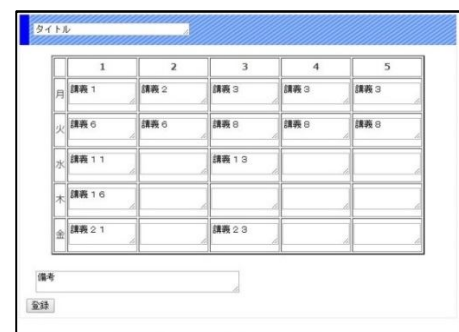 タイトル
1 2 3 4 5
月 講義1 講義2 講義3 講義3 講義3
火 講義6 講義6 講義8 講義8 講義8
水 講義11 講義13
木 講義16
金 講義21 講義23
備考
登録